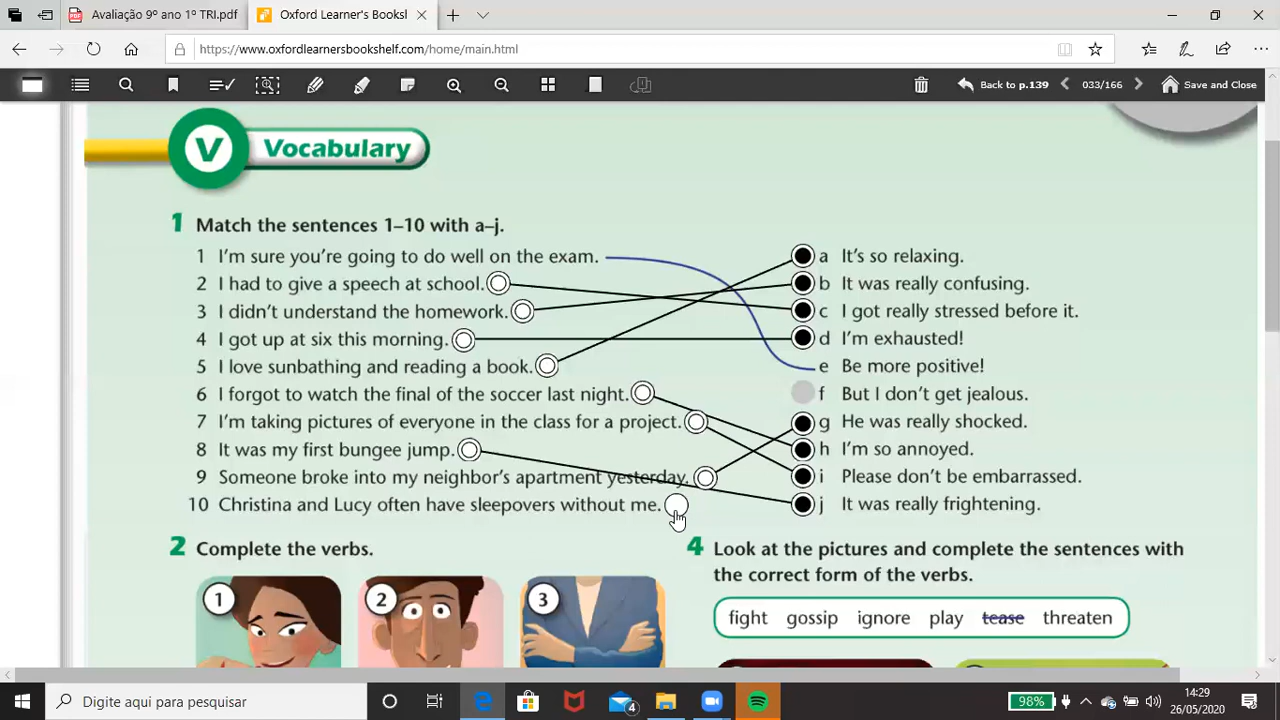 Avaliação 9º ano 1º TRI.pdf
Oxford Learner's Booksl
https://www.oxfordlearnersbookshelf.com/home/main.html
Back to p.139
033/166
Save and Close
V Vocabulary
1 Match the sentences 1–10 with a–j.
1 I'm sure you're going to do well on the exam.
2 I had to give a speech at school.
3 I didn't understand the homework.
4 I got up at six this morning.
5 I love sunbathing and reading a book.
6 I forgot to watch the final of the soccer last night.
7 I'm taking pictures of everyone in the class for a project.
8 It was my first bungee jump.
9 Someone broke into my neighbor's apartment yesterday.
10 Christina and Lucy often have sleepovers without me.
a It's so relaxing.
b It was really confusing.
c I got really stressed before it.
d I'm exhausted!
e Be more positive!
f But I don't get jealous.
g He was really shocked.
h I'm so annoyed.
i Please don't be embarrassed.
j It was really frightening.
2 Complete the verbs.
1
2
3
4 Look at the pictures and complete the sentences with
the correct form of the verbs.
fight gossip ignore play tease threaten
Digite aqui para pesquisar
4
98%
14:29
26/05/2020